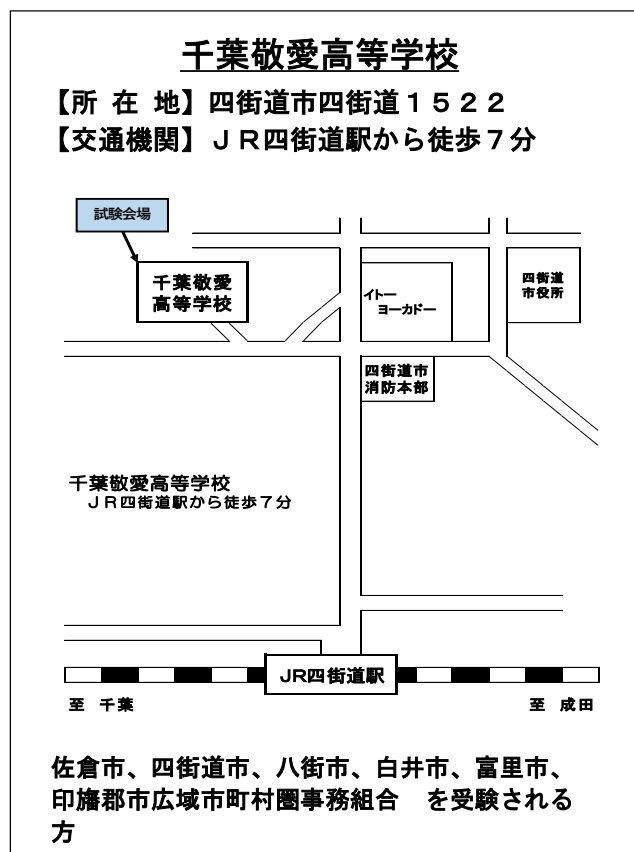 千葉敬愛高等学校
【所 在 地】四街道市四街道１５２２
【交通機関】ＪＲ四街道駅から徒歩７分
試験会場
千葉敬愛
高等学校
イトー
ヨーカドー
四街道
市役所
四街道市
消防本部
千葉敬愛高等学校
ＪＲ四街道駅から徒歩７分
JR四街道駅
至 千葉
至 成田
佐倉市、四街道市、八街市、白井市、富里市、
印旛郡市広域市町村圏事務組合　を受験される
方